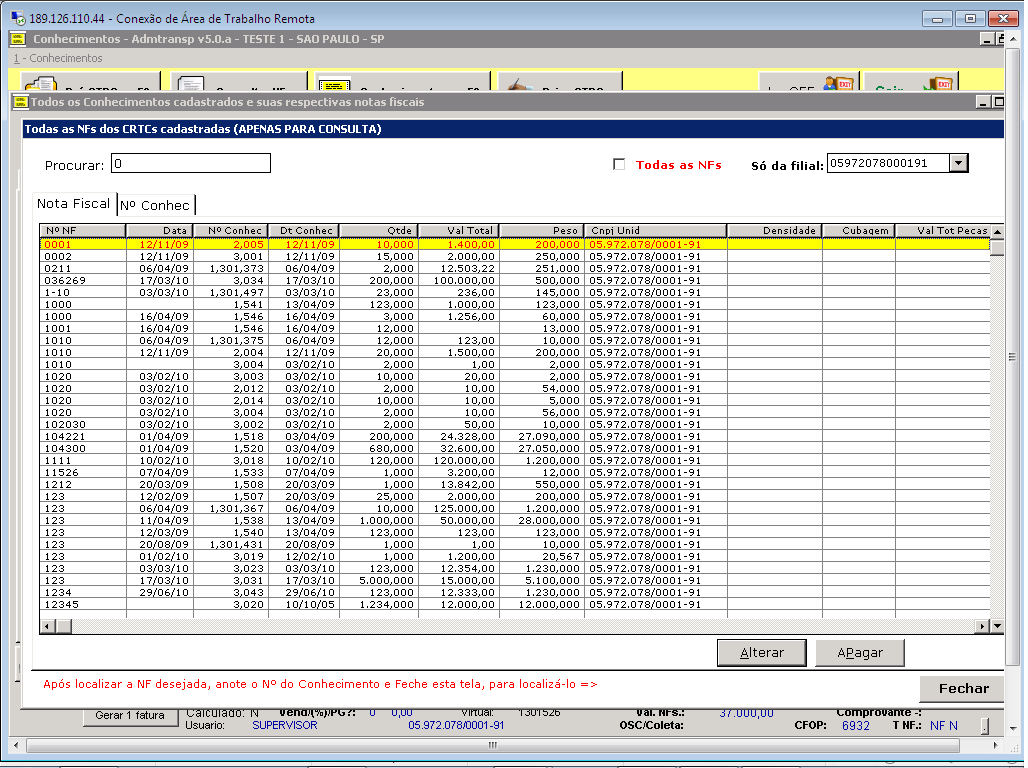 189.126.110.44 - Conexão de Área de Trabalho Remota
Conhecimentos - Admtransp v5.0.a - TESTE 1 - SAO PAULO - SP
1 - Conhecimentos
Todos os Conhecimentos cadastrados e suas respectivas notas fiscais
Todas as NFs dos CRTCs cadastradas (APENAS PARA CONSULTA)
Procurar: 0 Todas as NFs Só da filial: 05972078000191
Nota Fiscal Nº Conhec
Nº NF Data Nº Conhec Dt Conhec Qtde Val Total Peso Cnpj Unid Densidade Cubagem Val Tot Pecas
0001 12/11/09 2,005 12/11/09 10,000 1.400,00 200,000 05.972.078/0001-91
0002 12/11/09 3,001 12/11/09 15,000 2.000,00 250,000 05.972.078/0001-91
0211 06/04/09 1,301,373 06/04/09 2,000 12.503,22 251,000 05.972.078/0001-91
036269 17/03/10 3,034 17/03/10 200,000 100.000,00 500,000 05.972.078/0001-91
1-10 03/03/10 1,301,497 03/03/10 23,000 236,00 145,000 05.972.078/0001-91
1000 1,541 13/04/09 123,000 1.000,00 123,000 05.972.078/0001-91
1000 16/04/09 1,546 16/04/09 3,000 1.256,00 60,000 05.972.078/0001-91
1001 16/04/09 1,546 16/04/09 12,000 13,000 05.972.078/0001-91
1010 06/04/09 1,301,375 06/04/09 12,000 123,00 10,000 05.972.078/0001-91
1010 12/11/09 2,004 12/11/09 20,000 1.500,00 200,000 05.972.078/0001-91
1010 3,004 03/02/10 2,000 1,00 2,000 05.972.078/0001-91
1020 03/02/10 3,003 03/02/10 10,000 20,00 2,000 05.972.078/0001-91
1020 03/02/10 2,012 03/02/10 2,000 10,00 54,000 05.972.078/0001-91
1020 03/02/10 2,014 03/02/10 10,000 10,00 5,000 05.972.078/0001-91
1020 03/02/10 3,004 03/02/10 2,000 10,00 56,000 05.972.078/0001-91
102030 03/02/10 3,002 03/02/10 2,000 50,00 10,000 05.972.078/0001-91
104221 01/04/09 1,518 03/04/09 200,000 24.328,00 27.090,000 05.972.078/0001-91
104300 01/04/09 1,520 03/04/09 680,000 32.600,00 27.050,000 05.972.078/0001-91
1111 10/02/10 3,018 10/02/10 120,000 120.000,00 1.200,000 05.972.078/0001-91
11526 07/04/09 1,533 07/04/09 1,000 3.200,00 12,000 05.972.078/0001-91
1212 20/03/09 1,508 20/03/09 1,000 13.842,00 550,000 05.972.078/0001-91
123 12/02/09 1,507 20/03/09 25,000 2.000,00 200,000 05.972.078/0001-91
123 06/04/09 1,301,367 06/04/09 10,000 125.000,00 1.200,000 05.972.078/0001-91
123 11/04/09 1,538 13/04/09 1.000,000 50.000,00 28.000,000 05.972.078/0001-91
123 12/03/09 1,540 13/04/09 123,000 123,00 123,000 05.972.078/0001-91
123 20/08/09 1,301,431 20/08/09 1,000 1,00 10,000 05.972.078/0001-91
123 01/02/10 3,019 12/02/10 1,000 1.200,00 20,567 05.972.078/0001-91
123 03/03/10 3,023 03/03/10 123,000 12.354,00 1.230,000 05.972.078/0001-91
123 17/03/10 3,031 17/03/10 5.000,000 15.000,00 5.100,000 05.972.078/0001-91
1234 29/06/10 3,043 29/06/10 123,000 12.333,00 1.230,000 05.972.078/0001-91
12345 3,020 10/10/05 1.234,000 12.000,00 12.000,000 05.972.078/0001-91
Alterar APagar
Após localizar a NF desejada, anote o Nº do Conhecimento e Feche esta tela, para localizá-lo =>
Fechar
Gerar 1 fatura Calculado: N Vend/(%)/PG?: 0 0,00 Virtual: 1301526 Val. NFs.: 37.000,00 Comprovante -:
Usuario: SUPERVISOR 05.972.078/0001-91 OSC/Coleta: CFOP: 6932 T NF.: NF N